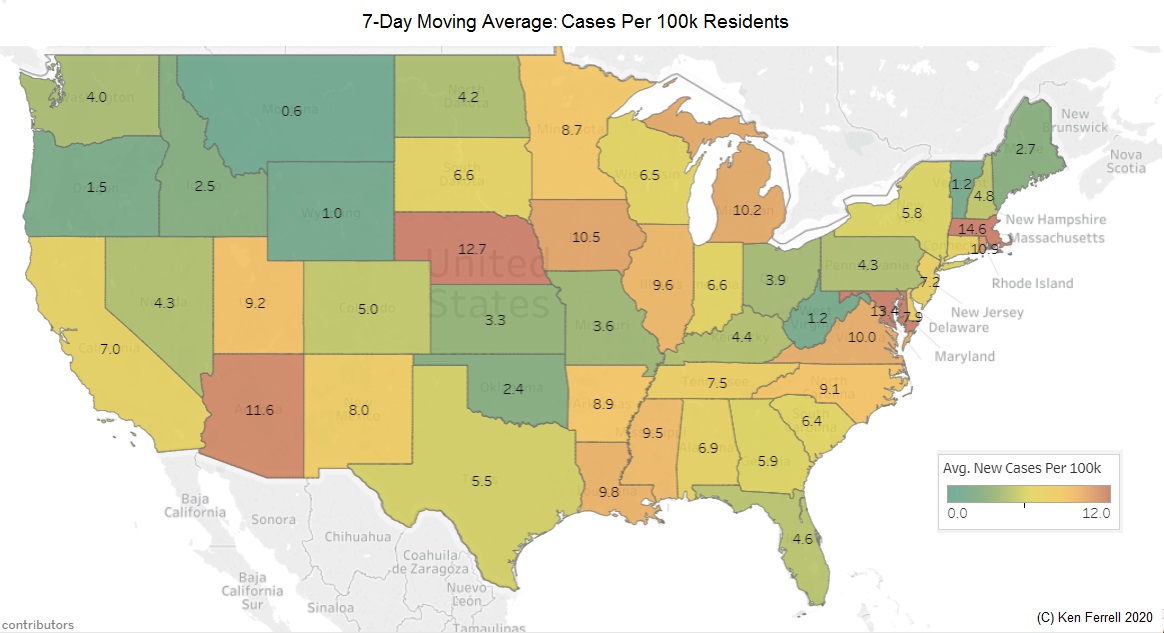 7-Day Moving Average: Cases Per 100k Residents
4.0
4.2
0.6
8.7
New
Brunswick
2.7
Nova
Scotia
1.5
2.5
6.6
6.5
1.2
4.8
1.0
10.2
5.8
New Hampshire
14.6
Massachusetts
12.7
10.5
10.9
United
States
4.3
9.2
5.0
9.6
6.6
3.9
4.3
7.2
Rhode Island
3.3
3.6
1.2
13.4
7.9
New Jersey
Delaware
7.0
4.4
10.0
Maryland
11.6
8.0
2.4
8.9
Tennessee
7.5
9.1
9.5
6.9
5.9
6.4
5.5
9.8
4.6
Avg. New Cases Per 100k
0.0 12.0
Baja
California
Sonora
Chihuahua
Coahuila
de Zaragoza
Nuevo
León
Baja
California
Sur
Sinaloa
Tamaulipas
contributors
(C) Ken Ferrell 2020